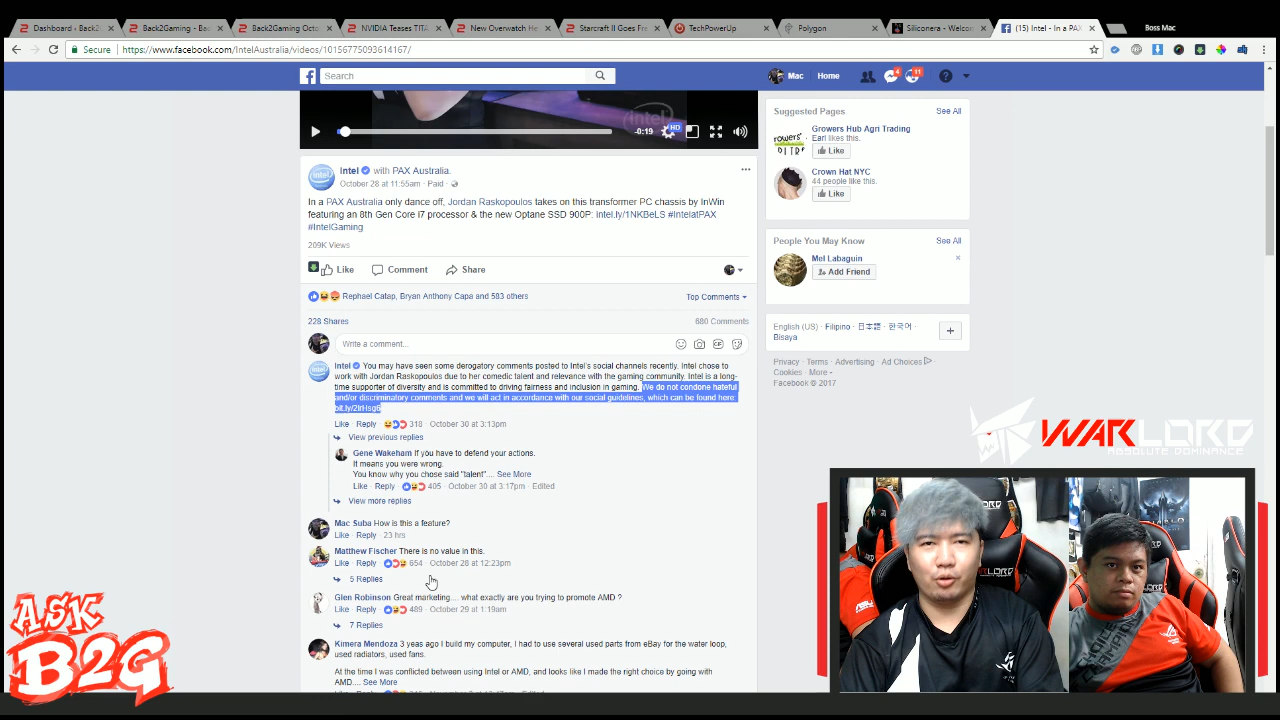 Dashboard ‹ Back2
Back2Gaming - Bac
Back2Gaming Octo
NVIDIA Teases TITA
New Overwatch He
Starcraft II Goes Fre
TechPowerUp
Polygon
Siliconera - Welcom
(15) Intel - In a PAX
Boss Mac
Secure
https://www.facebook.com/IntelAustralia/videos/10156775093614167/
Search
Mac
Home
4
11
intel
-0:19
HD
Intel with PAX Australia.
October 28 at 11:55am · Paid ·
In a PAX Australia only dance off, Jordan Raskopoulos takes on this transformer PC chassis by InWin
featuring an 8th Gen Core i7 processor & the new Optane SSD 900P: intel.ly/1NKBeLS #IntelatPAX
#IntelGaming
209K Views
Like
Comment
Share
Rephael Catap, Bryan Anthony Capa and 583 others
Top Comments
228 Shares
680 Comments
Write a comment...
Intel You may have seen some derogatory comments posted to Intel's social channels recently. Intel chose to
work with Jordan Raskopoulos due to her comedic talent and relevance with the gaming community. Intel is a long-
time supporter of diversity and is committed to driving fairness and inclusion in gaming. We do not condone hateful
and/or discriminatory comments and we will act in accordance with our social guidelines, which can be found here:
bit.ly/2IrHsg6
Like · Reply · 318 · October 30 at 3:13pm
View previous replies
Gene Wakeham If you have to defend your actions.
It means you were wrong.
You know why you chose said "talent".... See More
Like · Reply · 405 · October 30 at 3:17pm · Edited
View more replies
Mac Suba How is this a feature?
Like · Reply · 23 hrs
Matthew Fischer There is no value in this.
Like · Reply · 654 · October 28 at 12:23pm
5 Replies
Glen Robinson Great marketing.... what exactly are you trying to promote AMD ?
Like · Reply · 489 · October 29 at 1:19am
7 Replies
Kimera Mendoza 3 yeas ago I build my computer, I had to use several used parts from eBay for the water loop,
used radiators, used fans.
At the time I was conflicted between using Intel or AMD, and looks like I made the right choice by going with
AMD.... See More
Suggested Pages
See All
Growers Hub Agri Trading
Earl likes this.
Like
Crown Hat NYC
44 people like this.
Like
People You May Know
See All
Mel Labaguin
Add Friend
English (US) · Filipino · 日本語 · 한국어 ·
Bisaya
Privacy · Terms · Advertising · Ad Choices
Cookies · More
Facebook © 2017
WARLORD
ABSOLUTE DOMINANCE
ASK
B2G